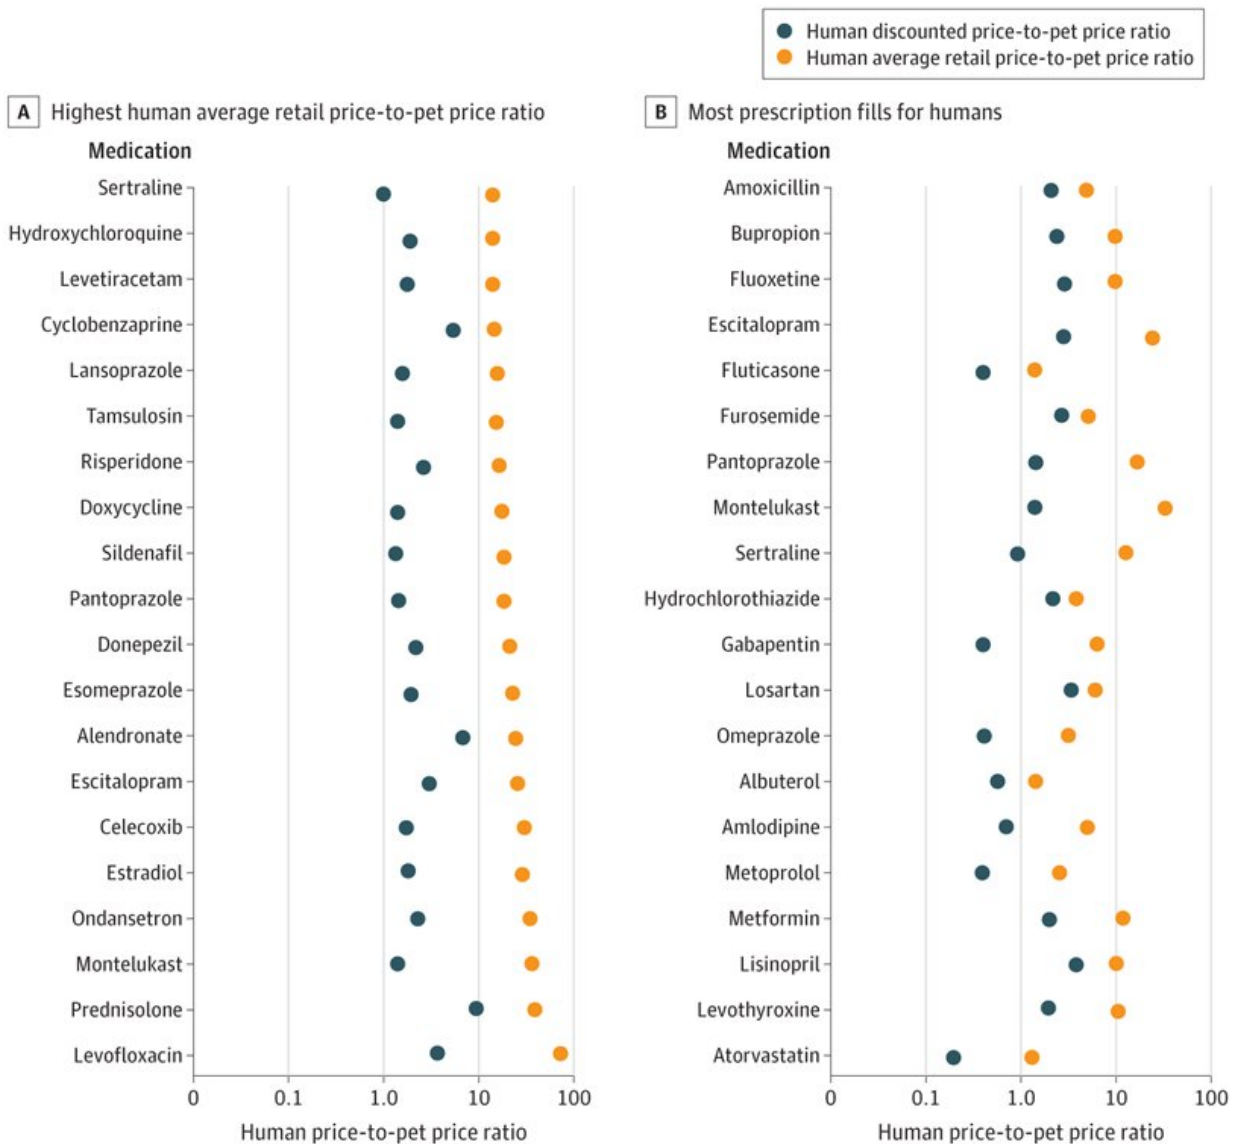 Human discounted price-to-pet price ratio
Human average retail price-to-pet price ratio
A Highest human average retail price-to-pet price ratio
Medication
Sertraline
Hydroxychloroquine
Levetiracetam
Cyclobenzaprine
Lansoprazole
Tamsulosin
Risperidone
Doxycycline
Sildenafil
Pantoprazole
Donepezil
Esomeprazole
Alendronate
Escitalopram
Celecoxib
Estradiol
Ondansetron
Montelukast
Prednisolone
Levofloxacin
0 0.1 1.0 10 100
Human price-to-pet price ratio
B Most prescription fills for humans
Medication
Amoxicillin
Bupropion
Fluoxetine
Escitalopram
Fluticasone
Furosemide
Pantoprazole
Montelukast
Sertraline
Hydrochlorothiazide
Gabapentin
Losartan
Omeprazole
Albuterol
Amlodipine
Metoprolol
Metformin
Lisinopril
Levothyroxine
Atorvastatin
0 0.1 1.0 10 100
Human price-to-pet price ratio